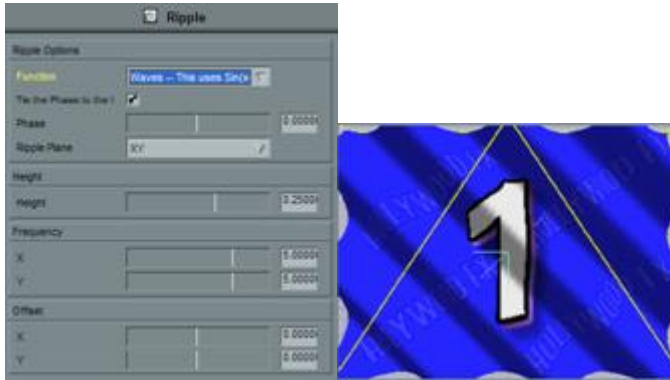 Ripple
Ripple Options
Function Waves -- This uses Sin(x
Tie the Phase to the
Phase 0.0000
Ripple Plane XY
Height
Height 0.2500
Frequency
X 5.0000
Y 5.0000
Offset
X 0.0000
Y 0.0000
1